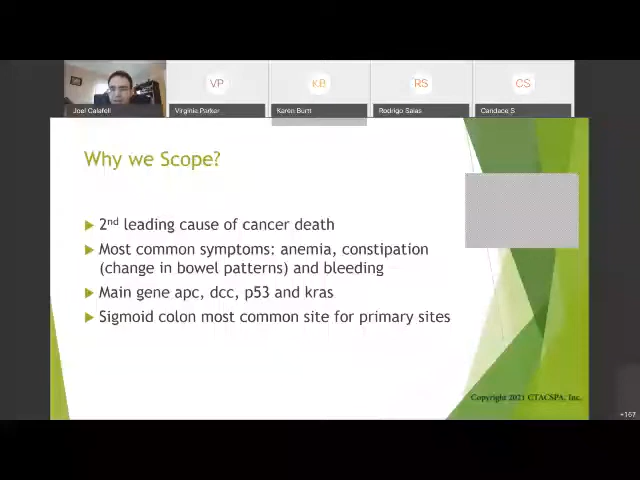 VP
KB
RS
CS
Joel Calafell
Virginia Parker
Karen Burri
Rodrigo Salas
Candace S
Why we Scope?
2nd leading cause of cancer death
Most common symptoms: anemia, constipation
(change in bowel patterns) and bleeding
Main gene apc, dcc, p53 and kras
Sigmoid colon most common site for primary sites
Copyright 2021 CTACSPA, Inc.
+167